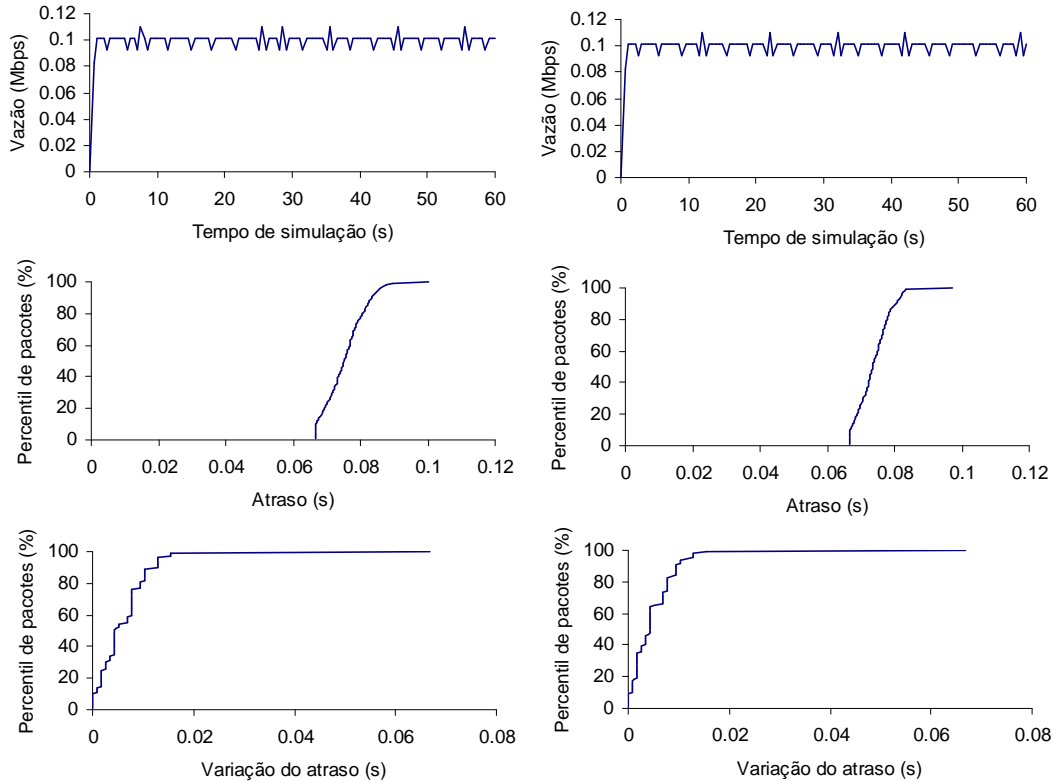 Vazão (Mbps)
0.12
0.1
0.08
0.06
0.04
0.02
0
0 10 20 30 40 50 60
Tempo de simulação (s)
Vazão (Mbps)
0.12
0.1
0.08
0.06
0.04
0.02
0
0 10 20 30 40 50 60
Tempo de simulação (s)
Percentil de pacotes (%)
100
80
60
40
20
0
0 0.02 0.04 0.06 0.08 0.1 0.12
Atraso (s)
Percentil de pacotes (%)
100
80
60
40
20
0
0 0.02 0.04 0.06 0.08 0.1 0.12
Atraso (s)
Percentil de pacotes (%)
100
80
60
40
20
0
0 0.02 0.04 0.06 0.08
Variação do atraso (s)
Percentil de pacotes (%)
100
80
60
40
20
0
0 0.02 0.04 0.06 0.08
Variação do atraso (s)